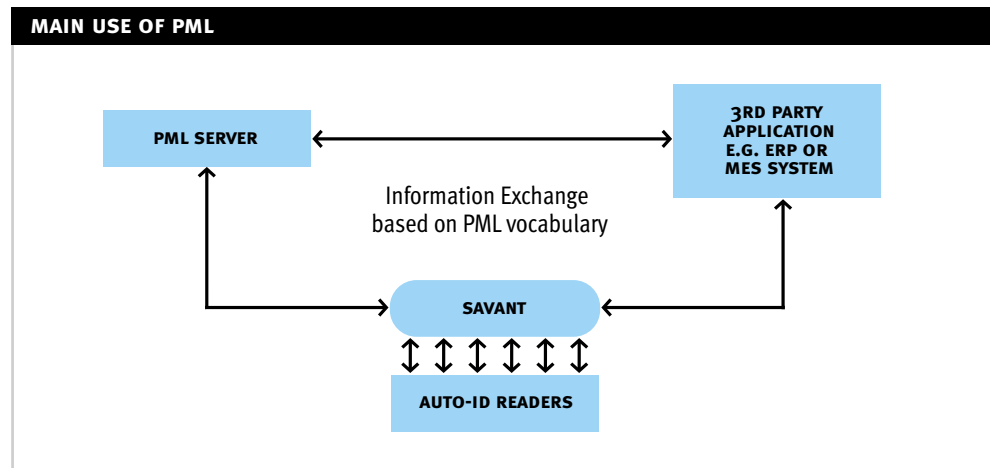 MAIN USE OF PML
PML SERVER
3RD PARTY
APPLICATION
E.G. ERP OR
MES SYSTEM
Information Exchange
based on PML vocabulary
SAVANT
AUTO-ID READERS